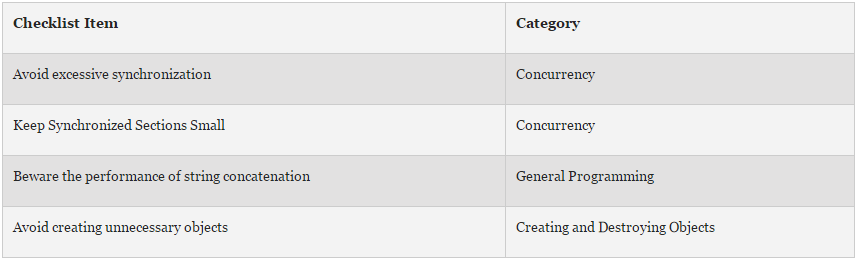 Checklist Item Category
Avoid excessive synchronization Concurrency
Keep Synchronized Sections Small Concurrency
Beware the performance of string concatenation General Programming
Avoid creating unnecessary objects Creating and Destroying Objects